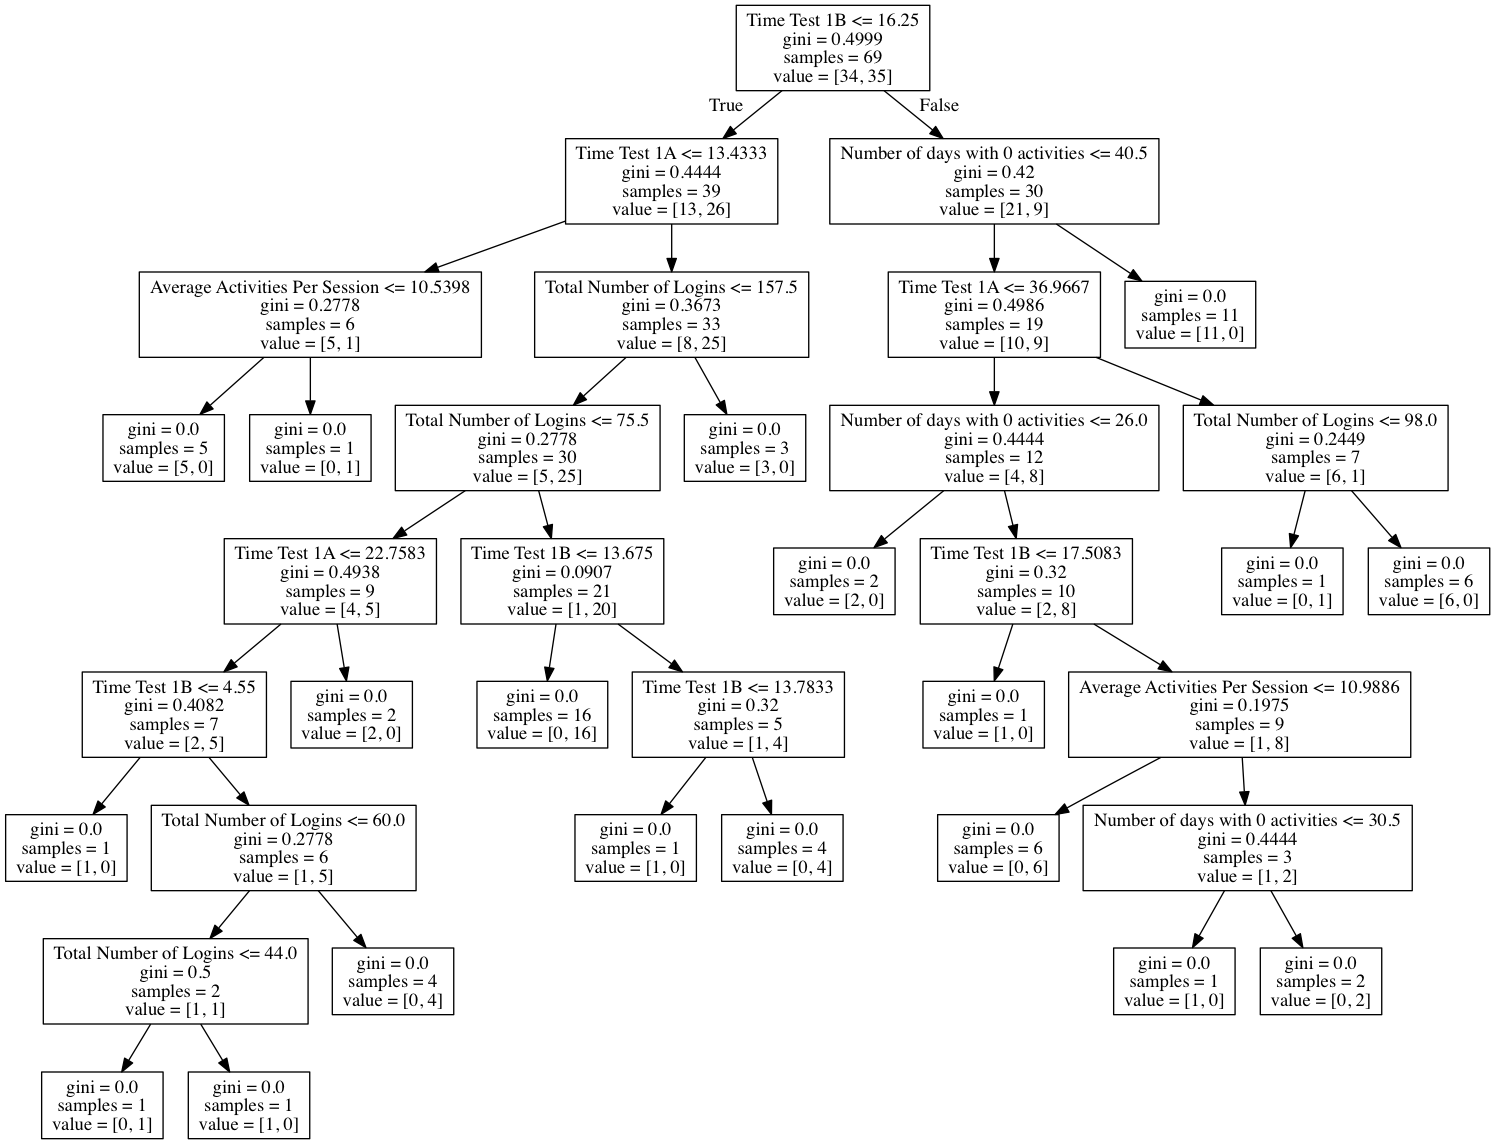 Time Test 1B <= 16.25
gini = 0.4999
samples = 69
value = [34, 35]
True
False
Time Test 1A <= 13.4333
gini = 0.4444
samples = 39
value = [13, 26]
Number of days with 0 activities <= 40.5
gini = 0.42
samples = 30
value = [21, 9]
Average Activities Per Session <= 10.5398
gini = 0.2778
samples = 6
value = [5, 1]
Total Number of Logins <= 157.5
gini = 0.3673
samples = 33
value = [8, 25]
Time Test 1A <= 36.9667
gini = 0.4986
samples = 19
value = [10, 9]
gini = 0.0
samples = 11
value = [11, 0]
gini = 0.0
samples = 5
value = [5, 0]
gini = 0.0
samples = 1
value = [0, 1]
Total Number of Logins <= 75.5
gini = 0.2778
samples = 30
value = [5, 25]
gini = 0.0
samples = 3
value = [3, 0]
Number of days with 0 activities <= 26.0
gini = 0.4444
samples = 12
value = [4, 8]
Total Number of Logins <= 98.0
gini = 0.2449
samples = 7
value = [6, 1]
Time Test 1A <= 22.7583
gini = 0.4938
samples = 9
value = [4, 5]
Time Test 1B <= 13.675
gini = 0.0907
samples = 21
value = [1, 20]
gini = 0.0
samples = 2
value = [2, 0]
Time Test 1B <= 17.5083
gini = 0.32
samples = 10
value = [2, 8]
gini = 0.0
samples = 1
value = [0, 1]
gini = 0.0
samples = 6
value = [6, 0]
Time Test 1B <= 4.55
gini = 0.4082
samples = 7
value = [2, 5]
gini = 0.0
samples = 2
value = [2, 0]
gini = 0.0
samples = 16
value = [0, 16]
Time Test 1B <= 13.7833
gini = 0.32
samples = 5
value = [1, 4]
gini = 0.0
samples = 1
value = [1, 0]
Average Activities Per Session <= 10.9886
gini = 0.1975
samples = 9
value = [1, 8]
gini = 0.0
samples = 1
value = [1, 0]
Total Number of Logins <= 60.0
gini = 0.2778
samples = 6
value = [1, 5]
gini = 0.0
samples = 1
value = [1, 0]
gini = 0.0
samples = 4
value = [0, 4]
gini = 0.0
samples = 6
value = [0, 6]
Number of days with 0 activities <= 30.5
gini = 0.4444
samples = 3
value = [1, 2]
Total Number of Logins <= 44.0
gini = 0.5
samples = 2
value = [1, 1]
gini = 0.0
samples = 4
value = [0, 4]
gini = 0.0
samples = 1
value = [1, 0]
gini = 0.0
samples = 2
value = [0, 2]
gini = 0.0
samples = 1
value = [0, 1]
gini = 0.0
samples = 1
value = [1, 0]